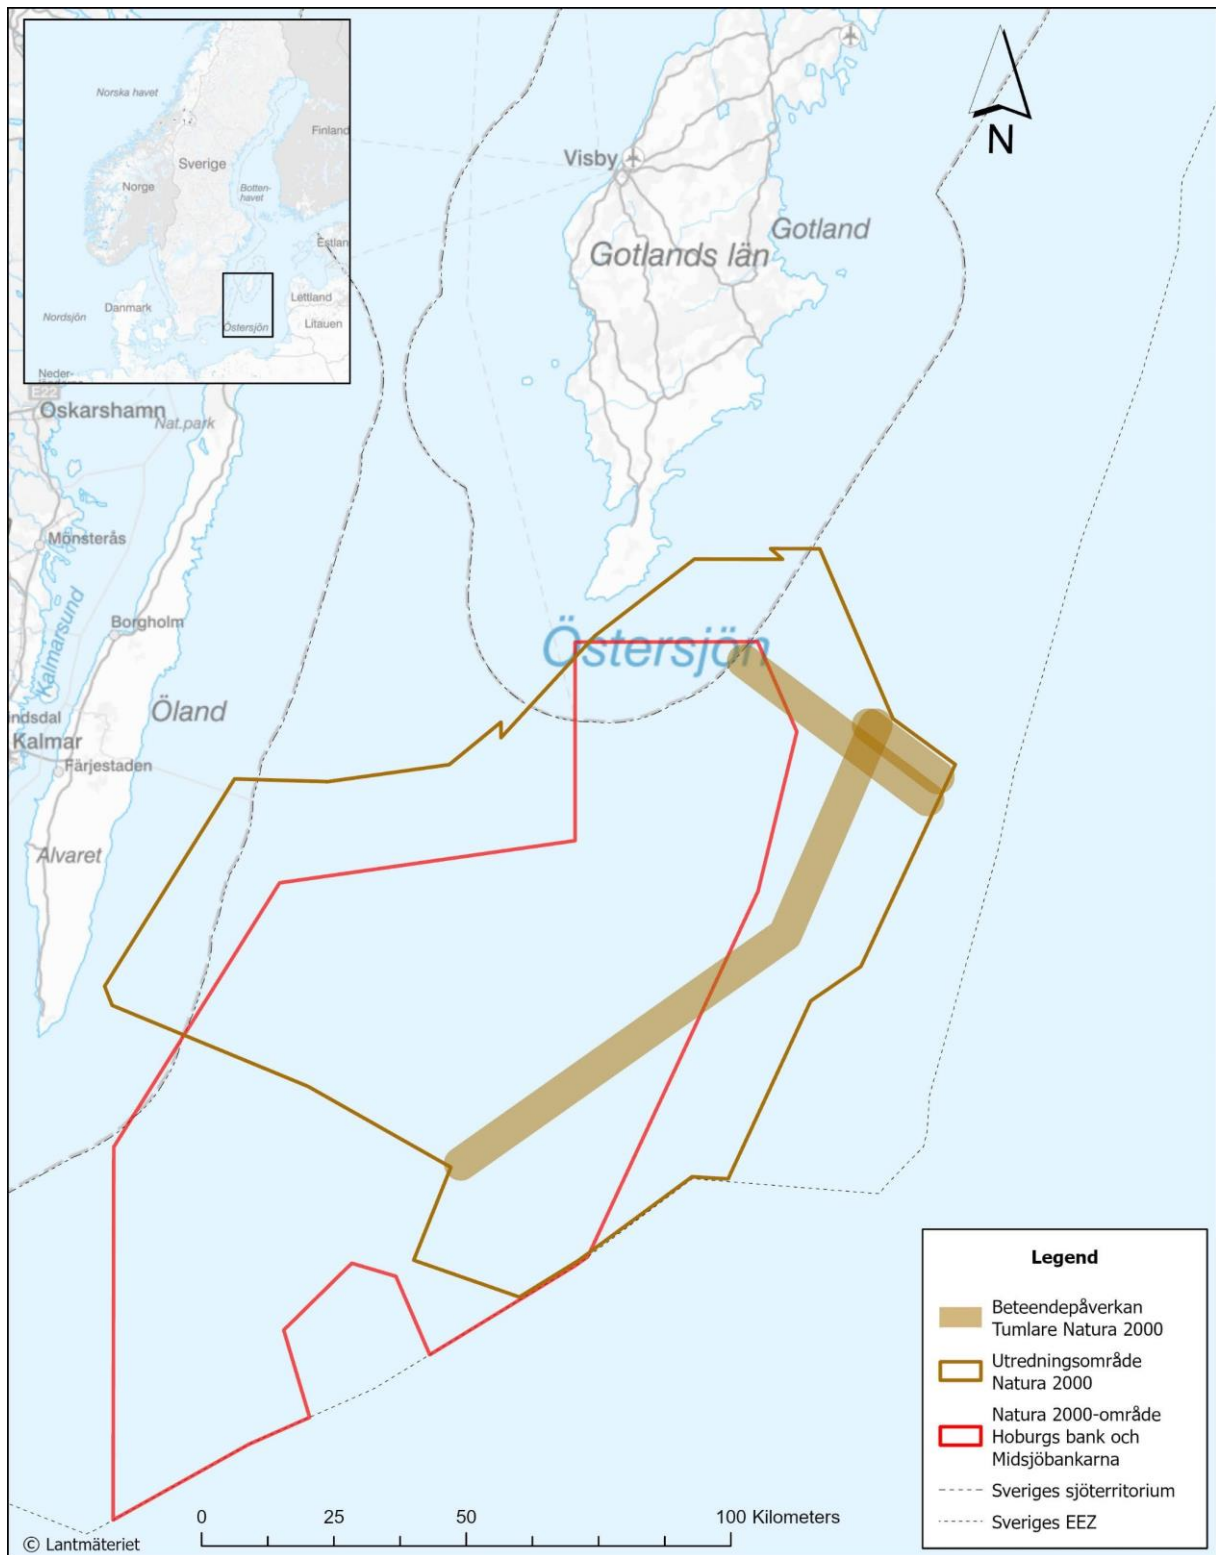 Norska havet
Finland
Sverige
Norge
Botten-
havet
Estlan
Danmark
Lettland
Nordsjön
Östersjön
Litauen
Neder-
E22
Oskarshamn
Nat.park
Visby
Gotland
Gotlands län
N
Mönsterås
Kalmarsund
Borgholm
Östersjön
Öland
indsdal
Kalmar
Färjestaden
Alvaret
Legend
Beteendepåverkan
Tumlare Natura 2000
Utredningsområde
Natura 2000
Natura 2000-område
Hoburgs bank och
Midsjöbankarna
Sveriges sjöterritorium
Sveriges EEZ
0 25 50 100 Kilometers
© Lantmäteriet